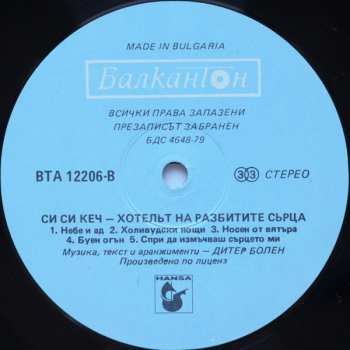 MADE IN BULGARIA
Балкантон
ВСИЧКИ ПРАВА ЗАПАЗЕНИ
ПРЕЗАПИСЪТ ЗАБРАНЕН
БДС 4648-79
ВТА 12206-В
33 СТЕРЕО
СИ СИ КЕЧ – ХОТЕЛЪТ НА РАЗБИТИТЕ СЪРЦА
1. Небе и ад 2. Холивудски нощи 3. Носен от вятъра
4. Буен огън 5. Спри да измъчваш сърцето ми
Музика, текст и аранжименти – ДИТЕР БОЛЕН
Произведено по лиценз
HANSA